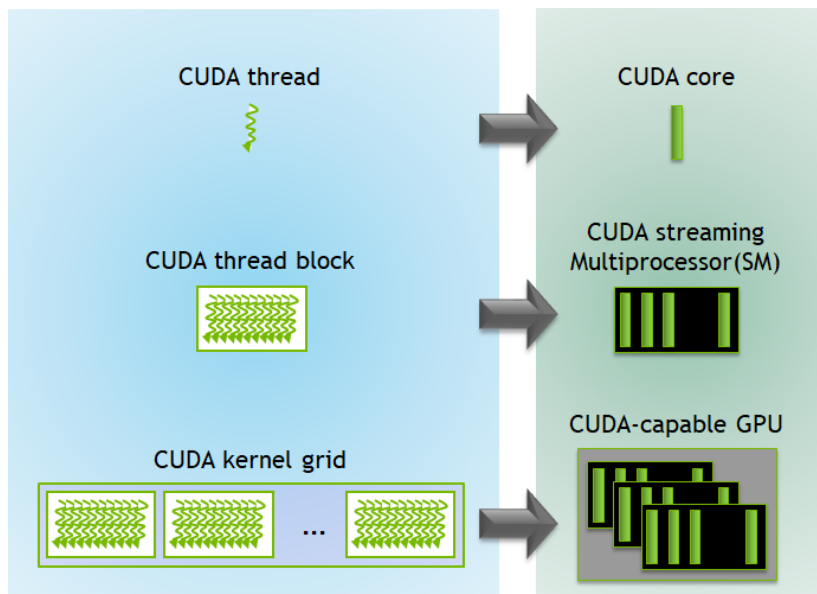 CUDA thread
CUDA core
CUDA thread block
CUDA streaming
Multiprocessor(SM)
CUDA kernel grid
...
CUDA-capable GPU